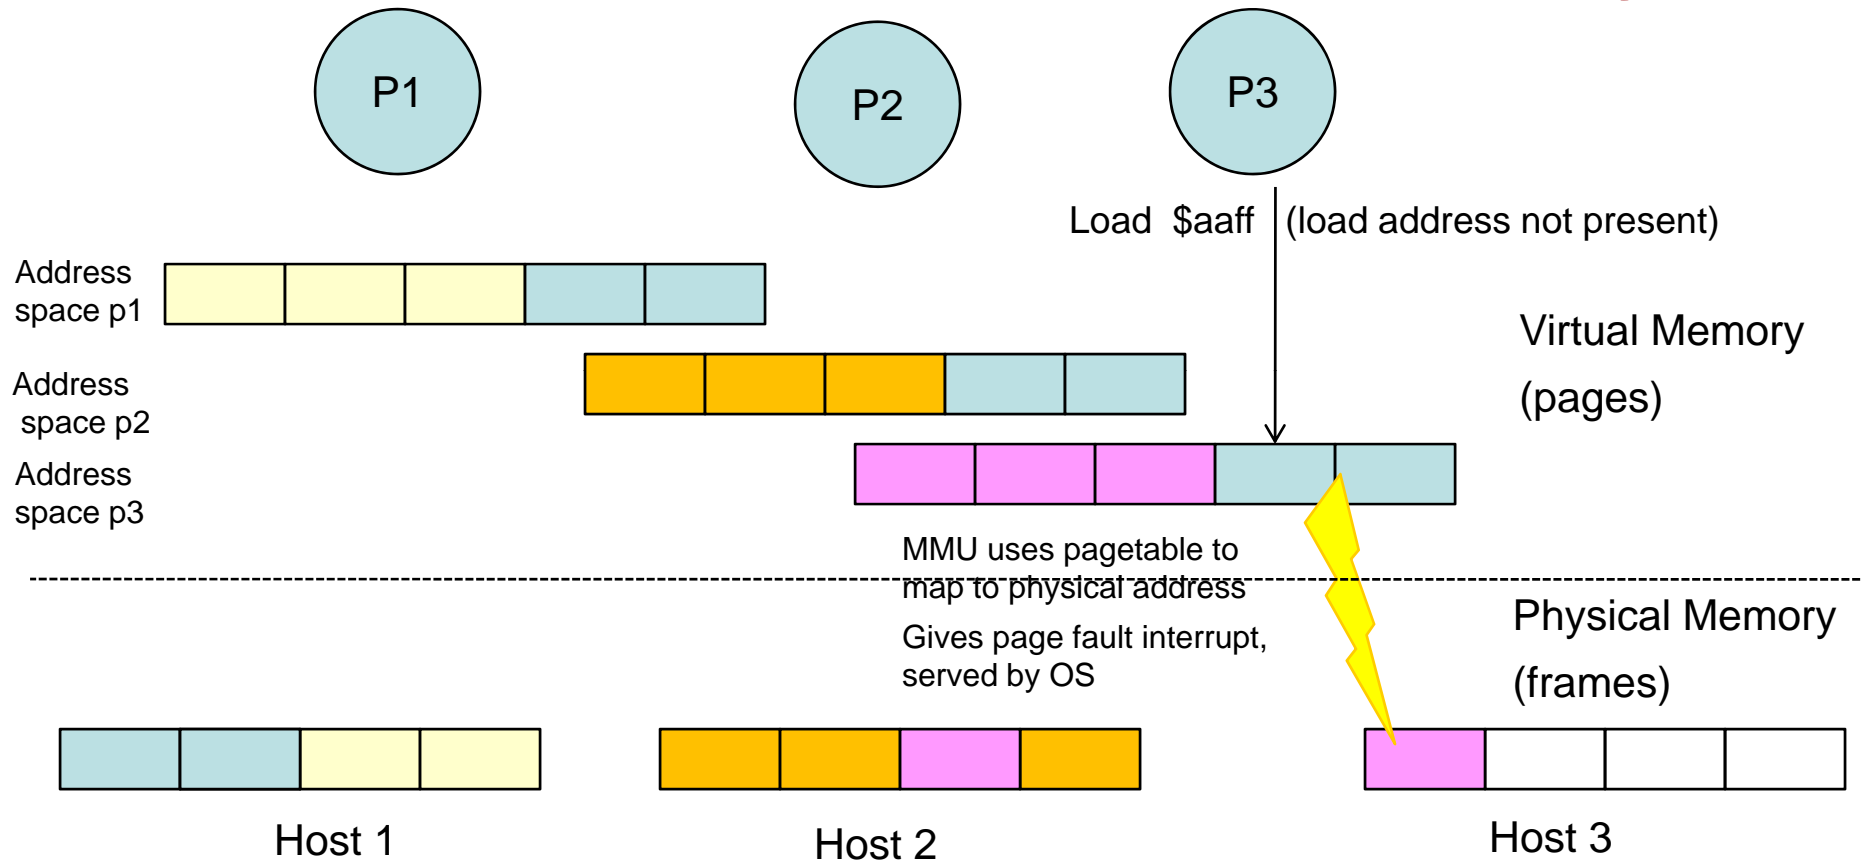 P1
P2
P3
Load $aaff (load address not present)
Address
space p1
Virtual Memory
(pages)
Address
space p2
Address
space p3
MMU uses pagetable to
map to physical address
Gives page fault interrupt,
served by OS
Physical Memory
(frames)
Host 1
Host 2
Host 3